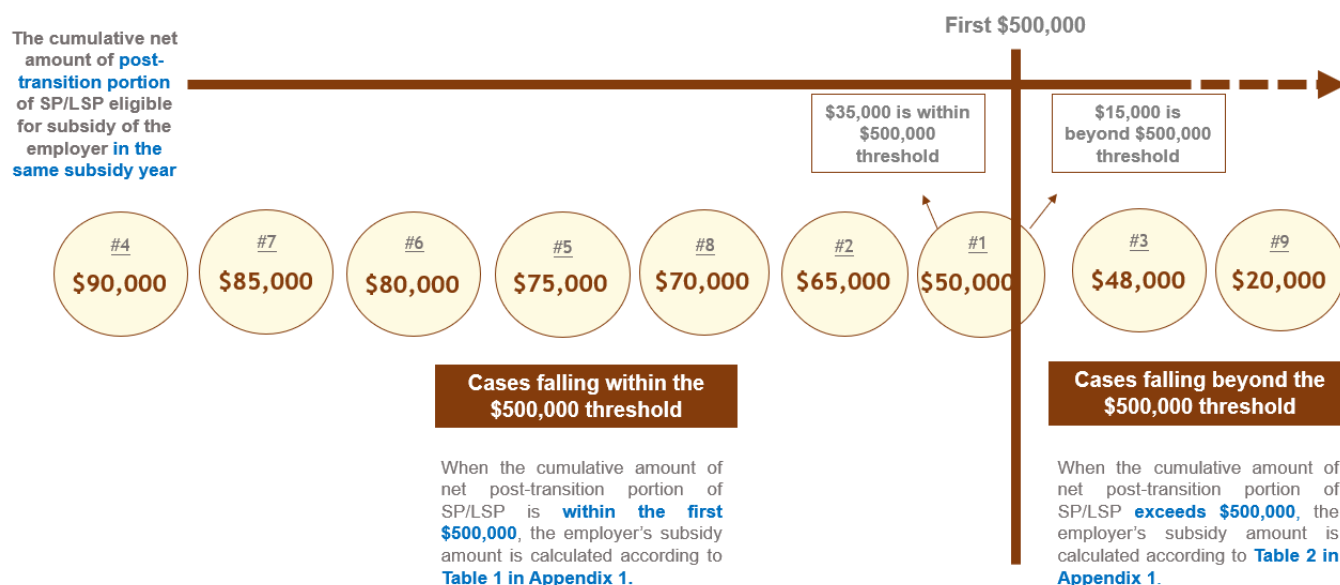 The cumulative net
amount of post-
transition portion
of SP/LSP eligible
for subsidy of the
employer in the
same subsidy year
First $500,000
$35,000 is within
$500,000
threshold
$15,000 is
beyond $500,000
threshold
#4
$90,000
#7
$85,000
#6
$80,000
#5
$75,000
#8
$70,000
#2
$65,000
#1
$50,000
#3
$48,000
#9
$20,000
Cases falling within the
$500,000 threshold
When the cumulative amount of
net post-transition portion of
SP/LSP is within the first
$500,000, the employer's subsidy
amount is calculated according to
Table 1 in Appendix 1.
Cases falling beyond the
$500,000 threshold
When the cumulative amount of
net post-transition portion of
SP/LSP exceeds $500,000, the
employer's subsidy amount is
calculated according to Table 2 in
Appendix 1.